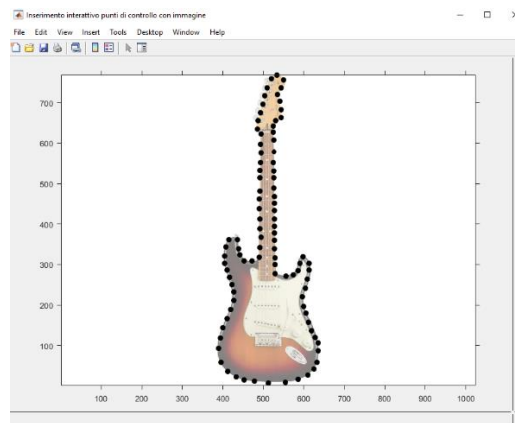 Inserimento interattivo punti di controllo con immagine
File Edit View Insert Tools Desktop Window Help
700
600
500
400
300
200
100
100 200 300 400 500 600 700 800 900 1000